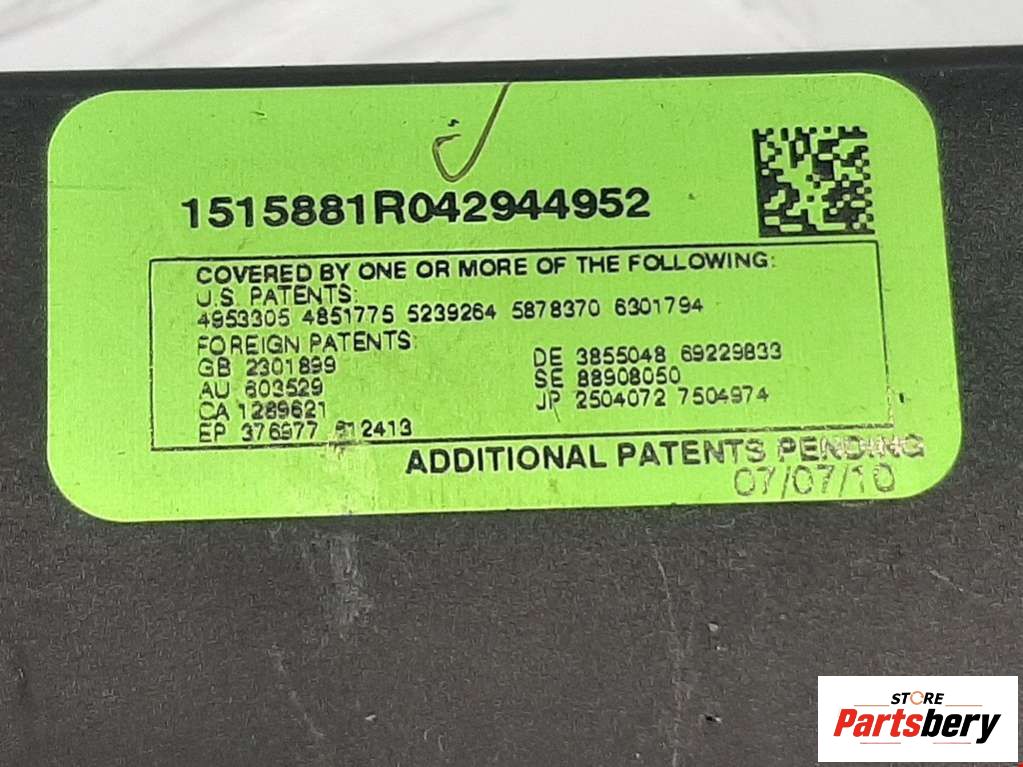 1515881R042944952
COVERED BY ONE OR MORE OF THE FOLLOWING:
U.S. PATENTS:
4953305 4851775 5239264 5878370 6301794
FOREIGN PATENTS:
GB 2301899
AU 603529
CA 1289621
EP 376977 612413
DE 3855048 69229833
SE 88908050
JP 2504072 7504974
ADDITIONAL PATENTS PENDING
07/07/10
STORE
Partsbery